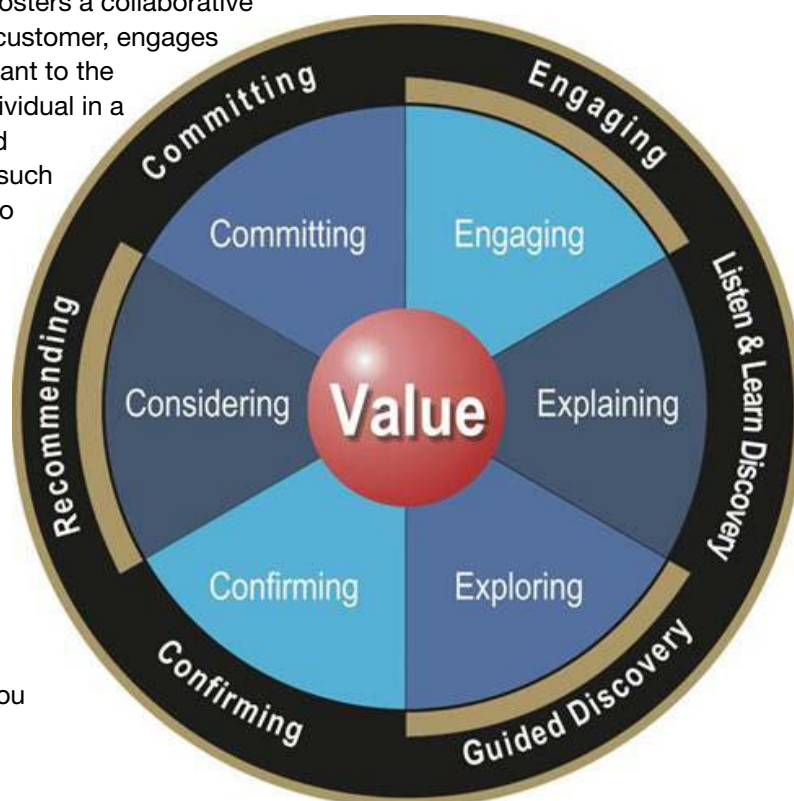 osters a collaborative
customer, engages
ant to the
ividual in a
d
such
o
ou
Committing
Engaging
Listen & Learn Discovery
Guided Discovery
Confirming
Recommending
Committing
Engaging
Considering
Value
Explaining
Confirming
Exploring